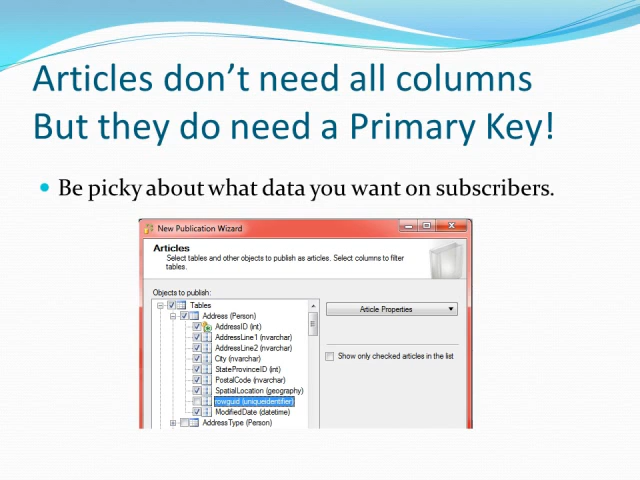 Articles don’t need all columns
But they do need a Primary Key!
Be picky about what data you want on subscribers.
New Publication Wizard
Articles
Select tables and other objects to publish as articles. Select columns to filter
tables.
Objects to publish:
Tables
Address (Person)
AddressID (int)
AddressLine1 (nvarchar)
AddressLine2 (nvarchar)
City (nvarchar)
StateProvinceID (int)
PostalCode (nvarchar)
SpatialLocation (geography)
rowguid (uniqueidentifier)
ModifiedDate (datetime)
AddressType (Person)
Article Properties
Show only checked articles in the list